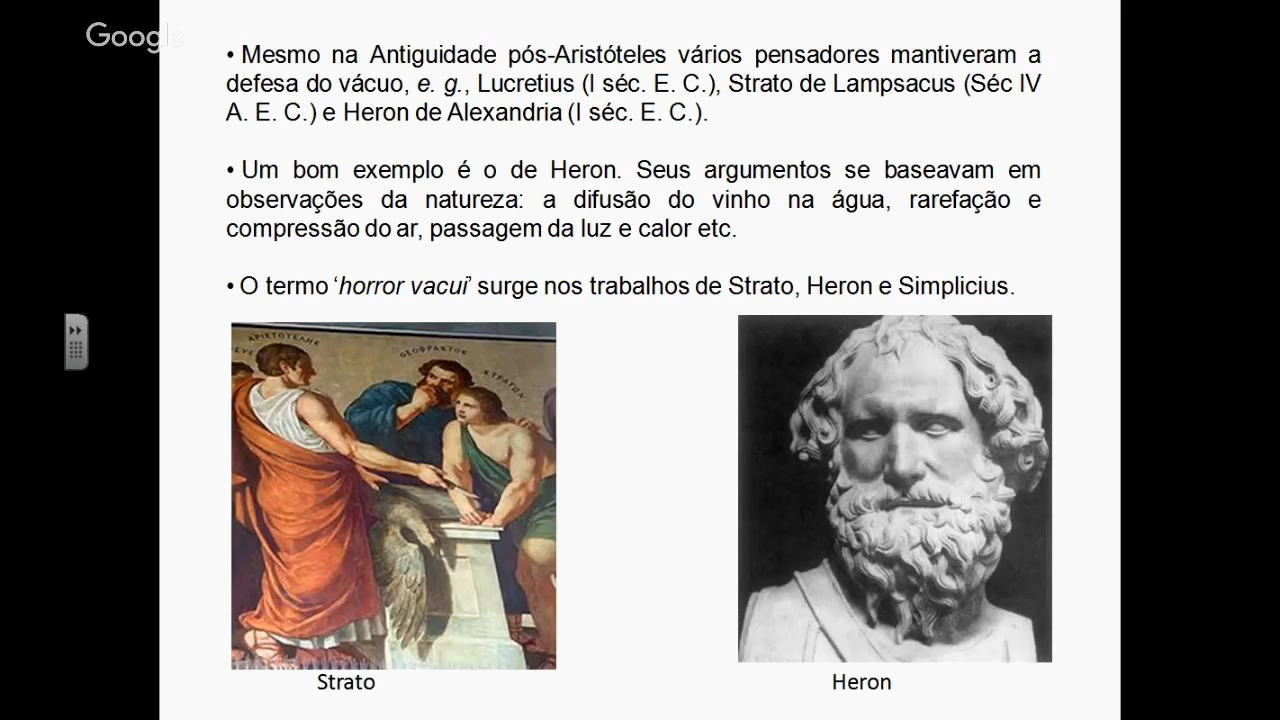 Google
• Mesmo na Antiguidade pós-Aristóteles vários pensadores mantiveram a
defesa do vácuo, e. g., Lucretius (I séc. E. C.), Strato de Lampsacus (Séc IV
A. E. C.) e Heron de Alexandria (I séc. E. C.).
• Um bom exemplo é o de Heron. Seus argumentos se baseavam em
observações da natureza: a difusão do vinho na água, rarefação e
compressão do ar, passagem da luz e calor etc.
• O termo ‘horror vacui’ surge nos trabalhos de Strato, Heron e Simplicius.
ΑΡΙΣΤΟΤΕΛΗΣ
ΘΕΟΦΡΑΣΤΟΣ
ΣΤΡΑΤΩΝ
Strato
Heron